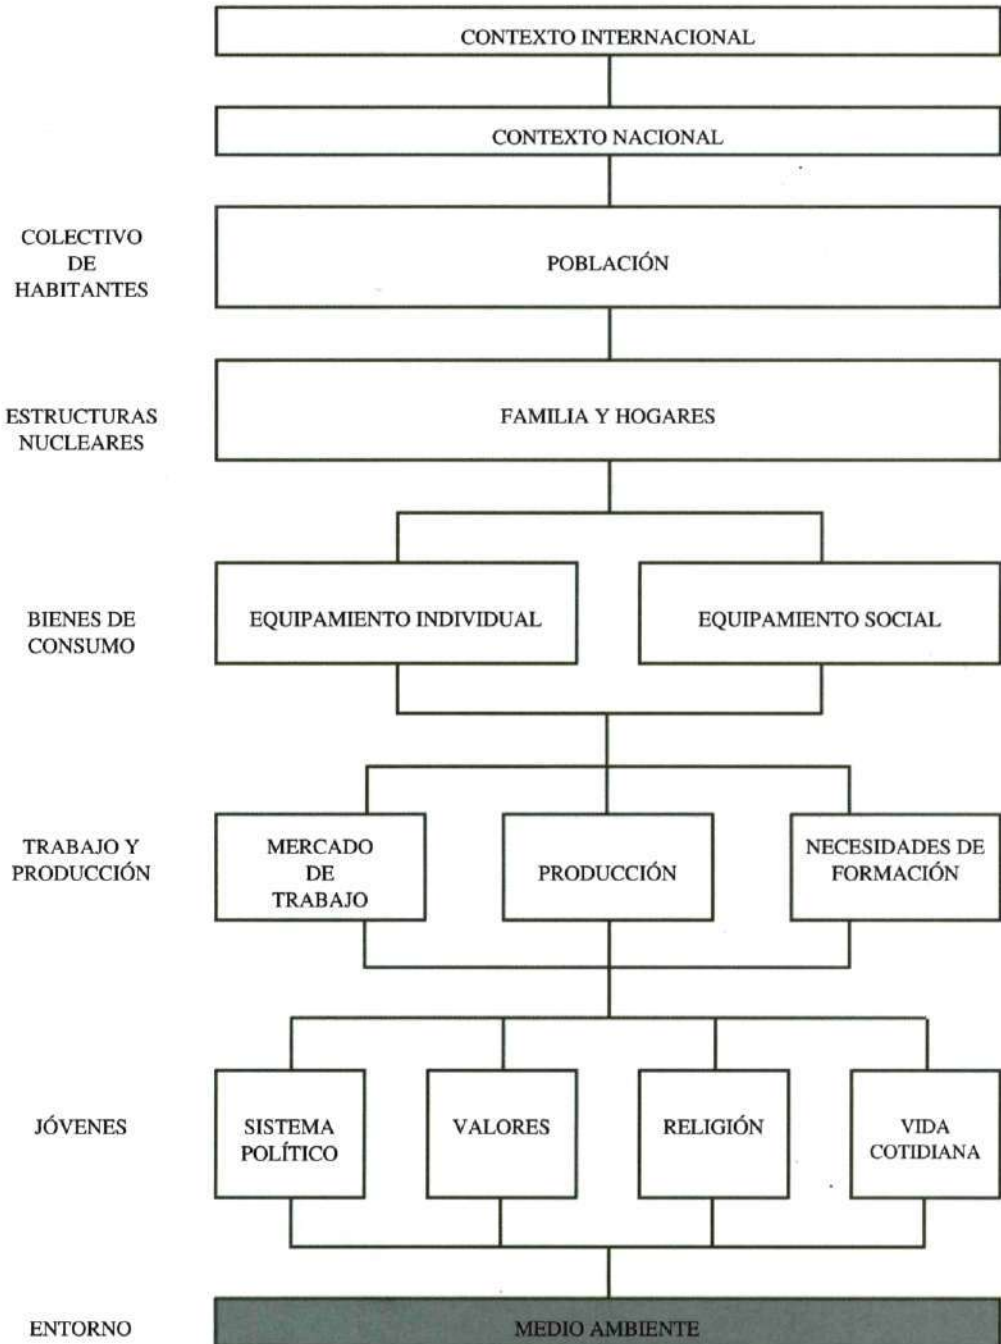 CONTEXTO INTERNACIONAL
CONTEXTO NACIONAL
COLECTIVO
DE
HABITANTES
POBLACIÓN
ESTRUCTURAS
NUCLEARES
FAMILIA Y HOGARES
BIENES DE
CONSUMO
EQUIPAMIENTO INDIVIDUAL
EQUIPAMIENTO SOCIAL
TRABAJO Y
PRODUCCIÓN
MERCADO
DE
TRABAJO
PRODUCCIÓN
NECESIDADES DE
FORMACIÓN
JÓVENES
SISTEMA
POLÍTICO
VALORES
RELIGIÓN
VIDA
COTIDIANA
ENTORNO
MEDIO AMBIENTE